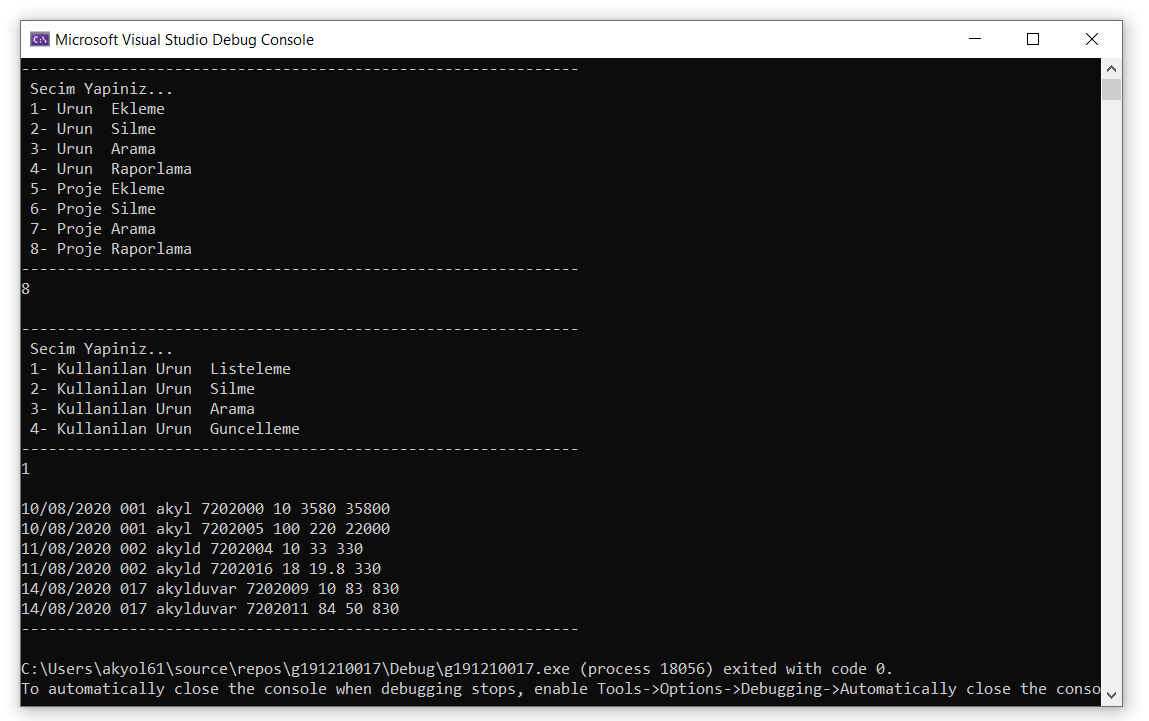 Microsoft Visual Studio Debug Console
--------------------------------------------------------------
 Secim Yapiniz...
 1- Urun  Ekleme
 2- Urun  Silme
 3- Urun  Arama
 4- Urun  Raporlama
 5- Proje Ekleme
 6- Proje Silme
 7- Proje Arama
 8- Proje Raporlama
--------------------------------------------------------------
8
--------------------------------------------------------------
 Secim Yapiniz...
 1- Kullanilan Urun  Listeleme
 2- Kullanilan Urun  Silme
 3- Kullanilan Urun  Arama
 4- Kullanilan Urun  Guncelleme
--------------------------------------------------------------
1
10/08/2020 001 akyl 7202000 10 3580 35800
10/08/2020 001 akyl 7202005 100 220 22000
11/08/2020 002 akyld 7202004 10 33 330
11/08/2020 002 akyld 7202016 18 19.8 330
14/08/2020 017 akylduvar 7202009 10 83 830
14/08/2020 017 akylduvar 7202011 84 50 830
--------------------------------------------------------------
C:\Users\akyol61\source\repos\g191210017\Debug\g191210017.exe (process 18056) exited with code 0.
To automatically close the console when debugging stops, enable Tools->Options->Debugging->Automatically close the conso